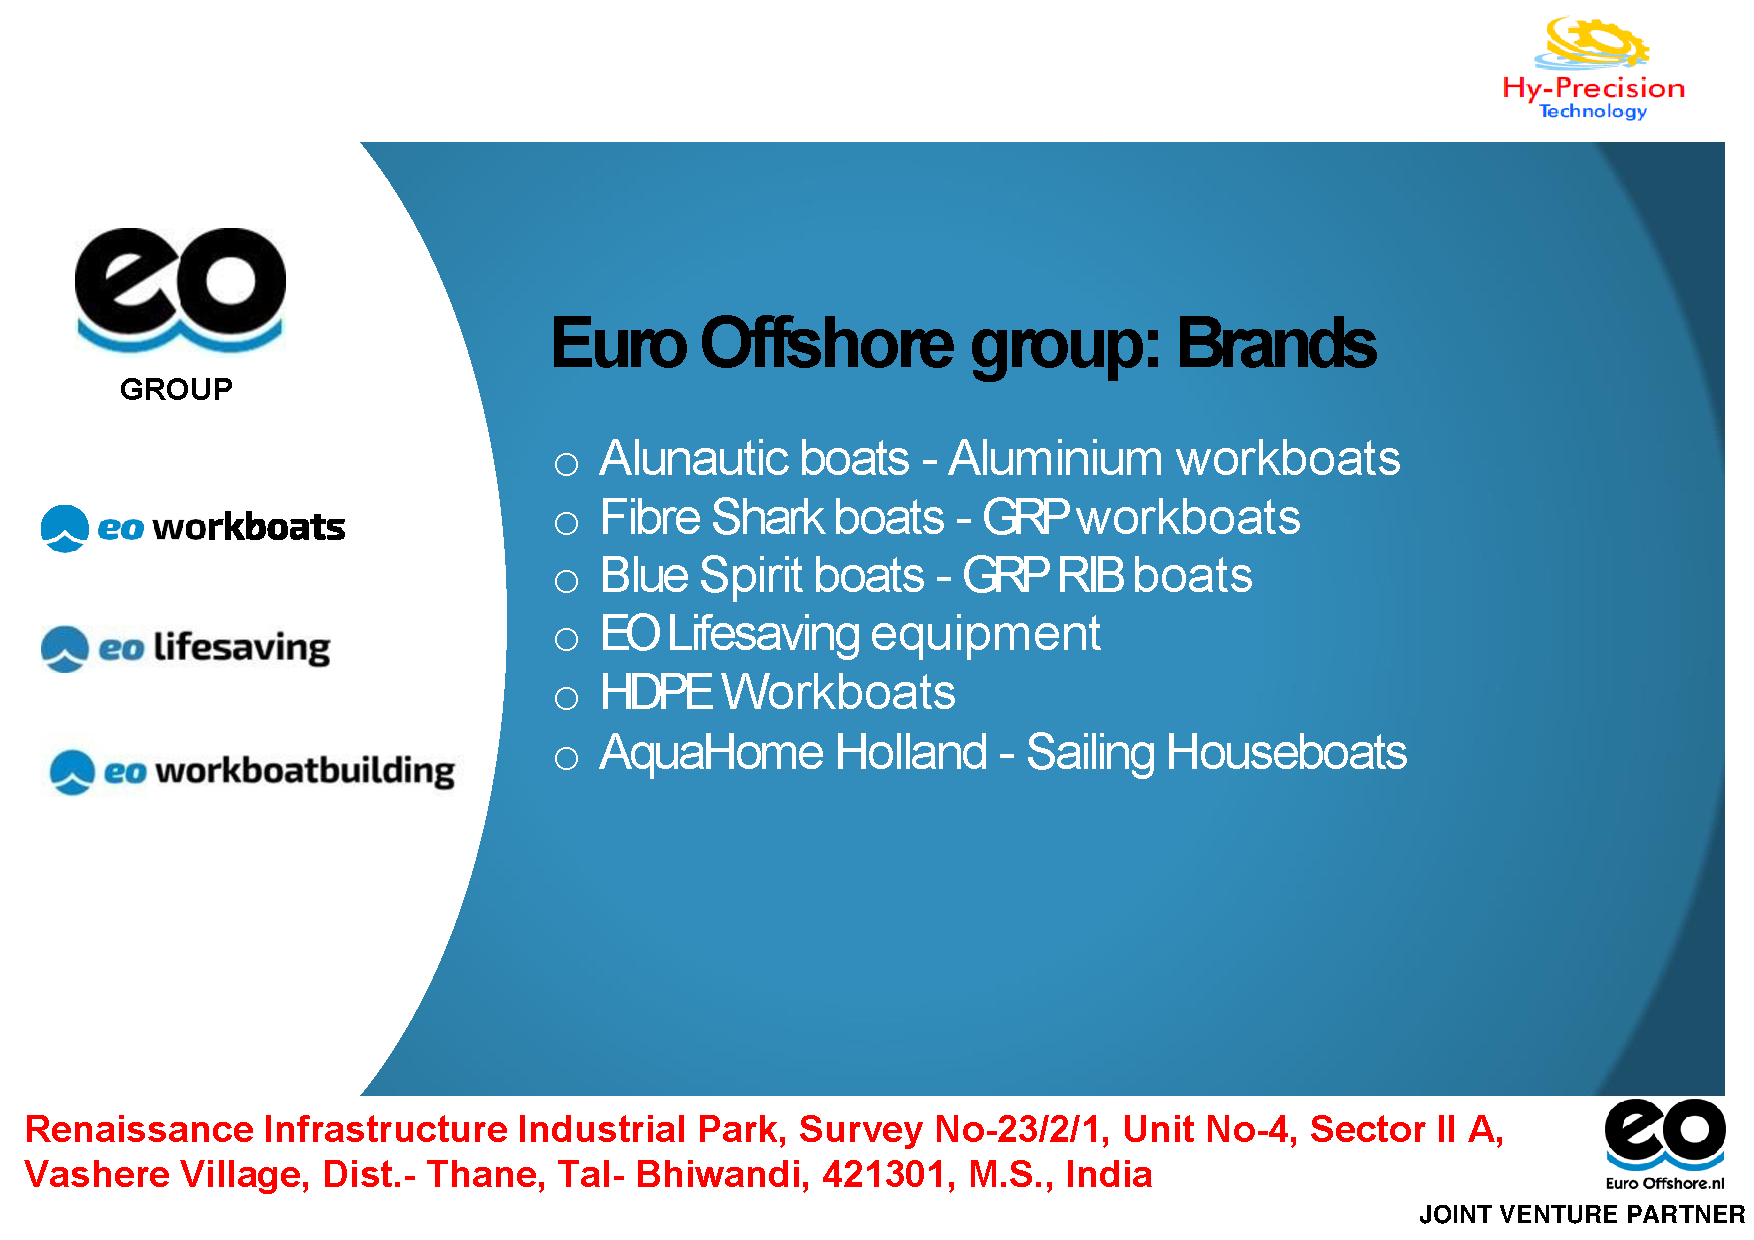 Hy-Precision
Technology
eo
GROUP
eo workboats
eo lifesaving
eo workboatbuilding
Euro Offshore group: Brands
o Alunautic boats - Aluminium workboats
o Fibre Shark boats - GRP workboats
o Blue Spirit boats - GRP RIB boats
o EO Lifesaving equipment
o HDPE Workboats
o AquaHome Holland - Sailing Houseboats
Renaissance Infrastructure Industrial Park, Survey No-23/2/1, Unit No-4, Sector II A,
Vashere Village, Dist.- Thane, Tal- Bhiwandi, 421301, M.S., India
eo
Euro Offshore.nl
JOINT VENTURE PARTNER